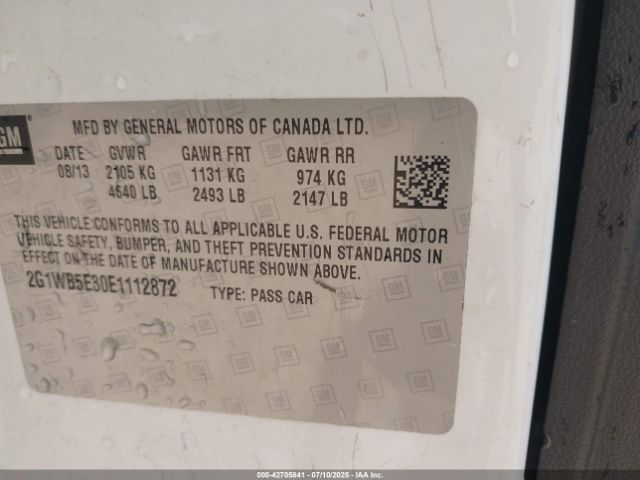 GM
MFD BY GENERAL MOTORS OF CANADA LTD.
DATE GVWR GAWR FRT GAWR RR
08/13 2105 KG 1131 KG 974 KG
4640 LB 2493 LB 2147 LB
THIS VEHICLE CONFORMS TO ALL APPLICABLE U.S. FEDERAL MOTOR
VEHICLE SAFETY, BUMPER, AND THEFT PREVENTION STANDARDS IN
EFFECT ON THE DATE OF MANUFACTURE SHOWN ABOVE.
2G1WB5E30E1112872 TYPE: PASS CAR
000-42705841 - 07/10/2025 - IAA Inc.